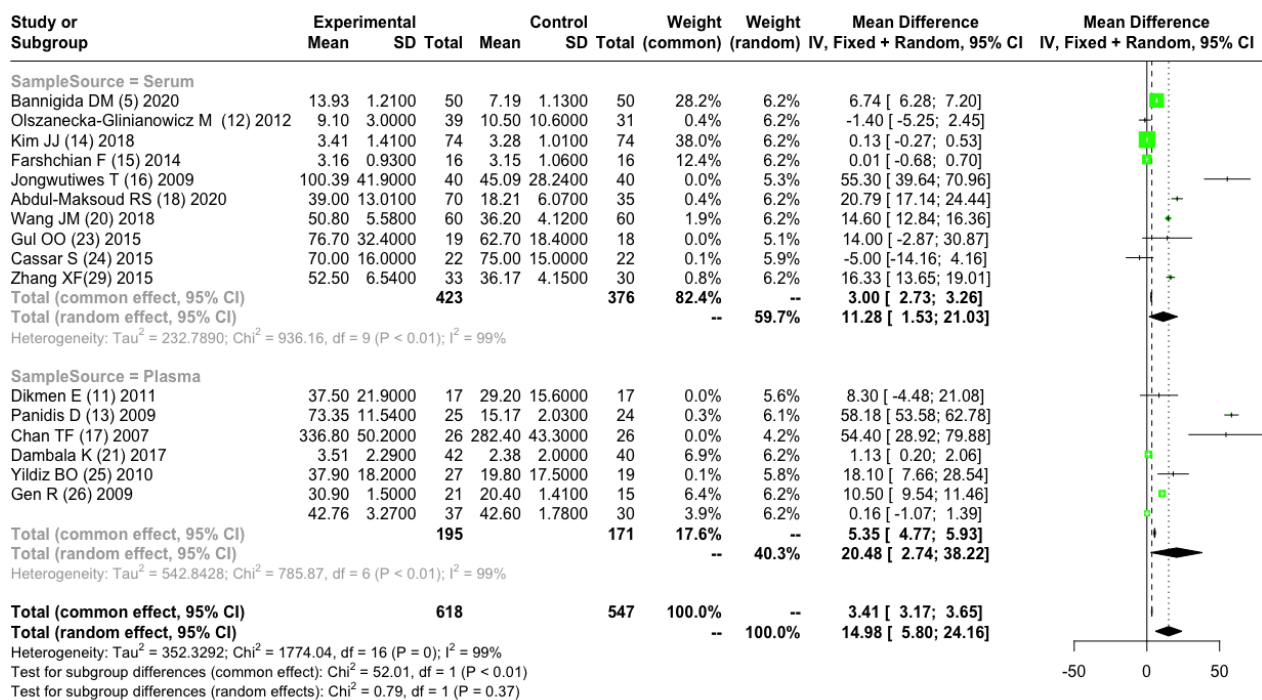 Study or Experimental Control Weight Weight Mean Difference Mean Difference
Subgroup Mean SD Total Mean SD Total (common) (random) IV, Fixed + Random, 95% CI IV, Fixed + Random, 95% CI
SampleSource = Serum
Bannigida DM (5) 2020 13.93 1.2100 50 7.19 1.1300 50 28.2% 6.2% 6.74 [ 6.28; 7.20]
Olszanecka-Glinianowicz M (12) 2012 9.10 3.0000 39 10.50 10.6000 31 0.4% 6.2% -1.40 [ -5.25; 2.45]
Kim JJ (14) 2018 3.41 1.4100 74 3.28 1.0100 74 38.0% 6.2% 0.13 [ -0.27; 0.53]
Farshchian F (15) 2014 3.16 0.9300 16 3.15 1.0600 16 12.4% 6.2% 0.01 [ -0.68; 0.70]
Jongwutiwes T (16) 2009 100.39 41.9000 40 45.09 28.2400 40 0.0% 5.3% 55.30 [ 39.64; 70.96]
Abdul-Maksoud RS (18) 2020 39.00 13.0100 70 18.21 6.0700 35 0.4% 6.2% 20.79 [ 17.14; 24.44]
Wang JM (20) 2018 50.80 5.5800 60 36.20 4.1200 60 1.9% 6.2% 14.60 [ 12.84; 16.36]
Gul OO (23) 2015 76.70 32.4000 19 62.70 18.4000 18 0.0% 5.1% 14.00 [ -2.87; 30.87]
Cassar S (24) 2015 70.00 16.0000 22 75.00 15.0000 22 0.1% 5.9% -5.00 [-14.16; 4.16]
Zhang XF(29) 2015 52.50 6.5400 33 36.17 4.1500 30 0.8% 6.2% 16.33 [ 13.65; 19.01]
Total (common effect, 95% CI) 423 376 82.4% -- 3.00 [ 2.73; 3.26]
Total (random effect, 95% CI) -- 59.7% 11.28 [ 1.53; 21.03]
Heterogeneity: Tau² = 232.7890; Chi² = 936.16, df = 9 (P < 0.01); I² = 99%
SampleSource = Plasma
Dikmen E (11) 2011 37.50 21.9000 17 29.20 15.6000 17 0.0% 5.6% 8.30 [ -4.48; 21.08]
Panidis D (13) 2009 73.35 11.5400 25 15.17 2.0300 24 0.3% 6.1% 58.18 [ 53.58; 62.78]
Chan TF (17) 2007 336.80 50.2000 26 282.40 43.3000 26 0.0% 4.2% 54.40 [ 28.92; 79.88]
Dambala K (21) 2017 3.51 2.2900 42 2.38 2.0000 40 6.9% 6.2% 1.13 [ 0.20; 2.06]
Yildiz BO (25) 2010 37.90 18.2000 27 19.80 17.5000 19 0.1% 5.8% 18.10 [ 7.66; 28.54]
Gen R (26) 2009 30.90 1.5000 21 20.40 1.4100 15 6.4% 6.2% 10.50 [ 9.54; 11.46]
42.76 3.2700 37 42.60 1.7800 30 3.9% 6.2% 0.16 [ -1.07; 1.39]
Total (common effect, 95% CI) 195 171 17.6% -- 5.35 [ 4.77; 5.93]
Total (random effect, 95% CI) -- 40.3% 20.48 [ 2.74; 38.22]
Heterogeneity: Tau² = 542.8428; Chi² = 785.87, df = 6 (P < 0.01); I² = 99%
Total (common effect, 95% CI) 618 547 100.0% -- 3.41 [ 3.17; 3.65]
Total (random effect, 95% CI) -- 100.0% 14.98 [ 5.80; 24.16]
Heterogeneity: Tau² = 352.3292; Chi² = 1774.04, df = 16 (P = 0); I² = 99%
Test for subgroup differences (common effect): Chi² = 52.01, df = 1 (P < 0.01)
Test for subgroup differences (random effects): Chi² = 0.79, df = 1 (P = 0.37)
-50 0 50